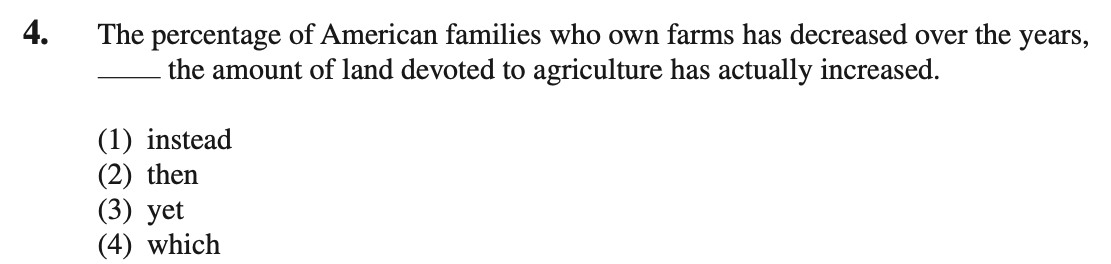 4. The percentage of American families who own farms has decreased over the years,
____ the amount of land devoted to agriculture has actually increased.
(1) instead
(2) then
(3) yet
(4) which